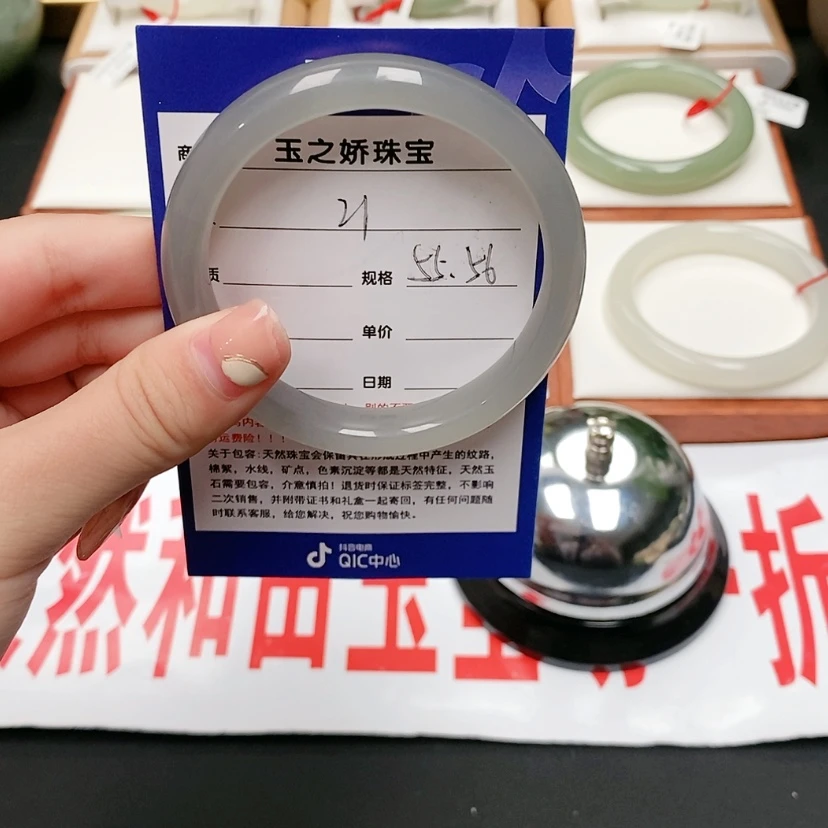 商
玉之娇珠宝
21
质
规格 55.56
单价
日期
关于包容:天然珠宝会保留其在形成过程中产生的纹路,
棉絮,水线,矿点,色素沉淀等都是天然特征,天然玉
石需要包容,介意慎拍!退货时保证标签完整,不影响
二次销售,并附带证书和礼盒一起寄回,有任何问题随
时联系客服,给您解决,祝您购物愉快。
抖音电商
QIC中心
然和田玉
折